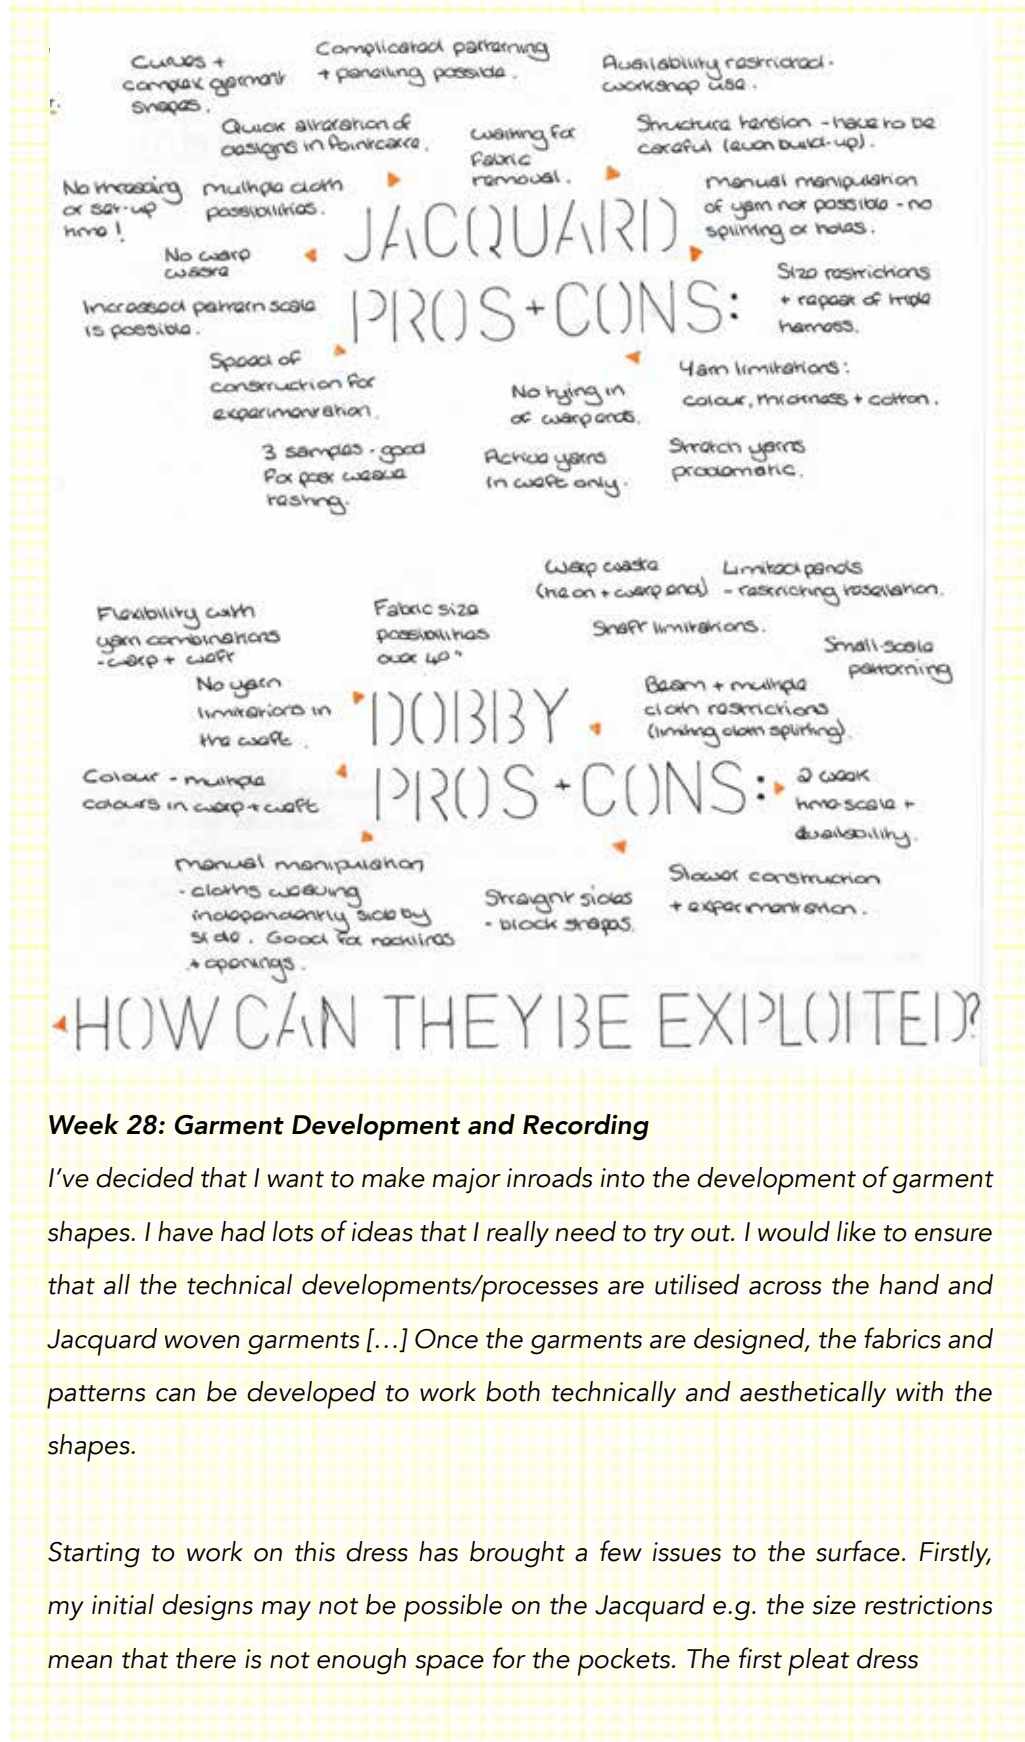 Curves +
complex garment
shapes.
Complicated patterning
+ panelling possible.
Availability restricted -
workshop use.
Quick alteration of
designs in Pointcarre.
Waiting for
fabric
removal.
Structure tension - have to be
careful (even build-up).
No threading
or set-up
time!
multiple cloth
possibilities.
manual manipulation
of yarn not possible - no
splitting or holes.
No warp
waste
JACQUARD
PROS + CONS:
Increased pattern scale
is possible.
Size restrictions
+ repeat of triple
harness.
Speed of
construction for
experimentation.
No tying in
of warp ends.
Yarn limitations:
colour, thickness + cotton.
3 samples - good
for post weave
testing.
Active yarns
in weft only.
Stretch yarns
problematic.
Warp waste
(tie on + warp end)
Limited panels
- restricting tesellation.
Flexibility with
yarn combinations
- warp + weft
Fabric size
possibilities
over 40"
Shaft limitations.
Small-scale
patterning
No yarn
limitations in
the weft.
Beam + multiple
cloth restrictions
(limiting cloth splitting).
DOBBY
PROS + CONS:
Colour - multiple
colours in warp + weft
2 week
time-scale +
availability.
manual manipulation
- cloths weaving
independently side by
side. Good for necklines
+ openings.
Straight sides
- block shapes.
Slower construction
+ experimentation.
HOW CAN THEY BE EXPLOITED?
Week 28: Garment Development and Recording
I've decided that I want to make major inroads into the development of garment
shapes. I have had lots of ideas that I really need to try out. I would like to ensure
that all the technical developments/processes are utilised across the hand and
Jacquard woven garments […] Once the garments are designed, the fabrics and
patterns can be developed to work both technically and aesthetically with the
shapes.
Starting to work on this dress has brought a few issues to the surface. Firstly,
my initial designs may not be possible on the Jacquard e.g. the size restrictions
mean that there is not enough space for the pockets. The first pleat dress